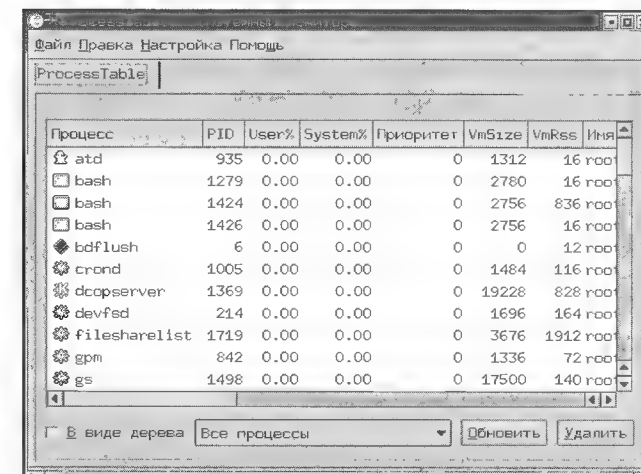 Файл Правка Настройка Помощь
ProcessTable
Процесс PID User% System% Приоритет VmSize VmRss Имя
atd 935 0.00 0.00 0 1312 16 root
bash 1279 0.00 0.00 0 2780 16 root
bash 1424 0.00 0.00 0 2756 836 root
bash 1426 0.00 0.00 0 2756 16 root
bdflush 6 0.00 0.00 0 0 12 root
crond 1005 0.00 0.00 0 1484 116 root
dcopserver 1369 0.00 0.00 0 19228 828 root
devfsd 214 0.00 0.00 0 1696 164 root
filesharelist 1719 0.00 0.00 0 3676 1912 root
gpm 842 0.00 0.00 0 1336 72 root
gs 1498 0.00 0.00 0 17500 140 root
В виде дерева Все процессы Обновить Удалить